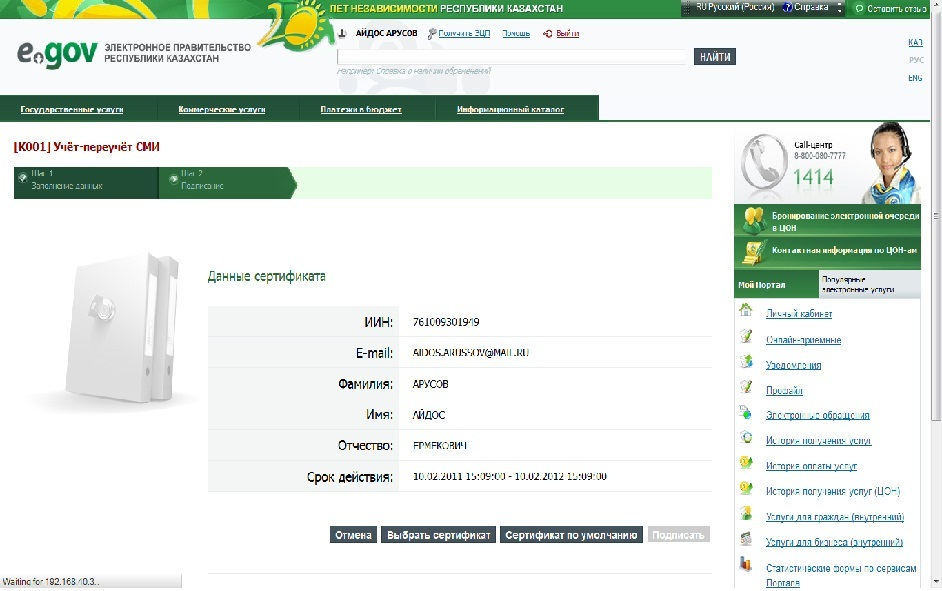 20 ЛЕТ НЕЗАВИСИМОСТИ РЕСПУБЛИКИ КАЗАХСТАН
RU Русский (Россия) Справка
Оставить отзыв
e.gov ЭЛЕКТРОННОЕ ПРАВИТЕЛЬСТВО
РЕСПУБЛИКИ КАЗАХСТАН
АЙДОС АРУСОВ Получить ЭЦП Помощь Выйти
НАЙТИ
Например: Справка о наличии обременения?
ҚАЗ
РУС
ENG
Государственные услуги Коммерческие услуги Платежи в бюджет Информационный каталог
[K001] Учёт-переучёт СМИ
Шаг 1
Заполнение данных
Шаг 2
Подписание
Данные сертификата
ИИН: 761009301949
E-mail: AIDOS.ARUSSOV@MAIL.RU
Фамилия: АРУСОВ
Имя: АЙДОС
Отчество: ЕРМЕКОВИЧ
Срок действия: 10.02.2011 15:09:00 - 10.02.2012 15:09:00
Отмена Выбрать сертификат Сертификат по умолчанию Подписать
Call-центр
8-800-080-7777
1414
Бронирование электронной очереди
в ЦОН
Контактная информация по ЦОН-ам
Мой Портал
Популярные
электронные услуги
Личный кабинет
Онлайн-приемные
Уведомления
Профайл
Электронные обращения
История получения услуг
История оплаты услуг
История получения услуг (ЦОН)
Услуги для граждан (внутренний)
Услуги для бизнеса (внутренний)
Статистические формы по сервисам
Портала
Waiting for 192.168.40.3...